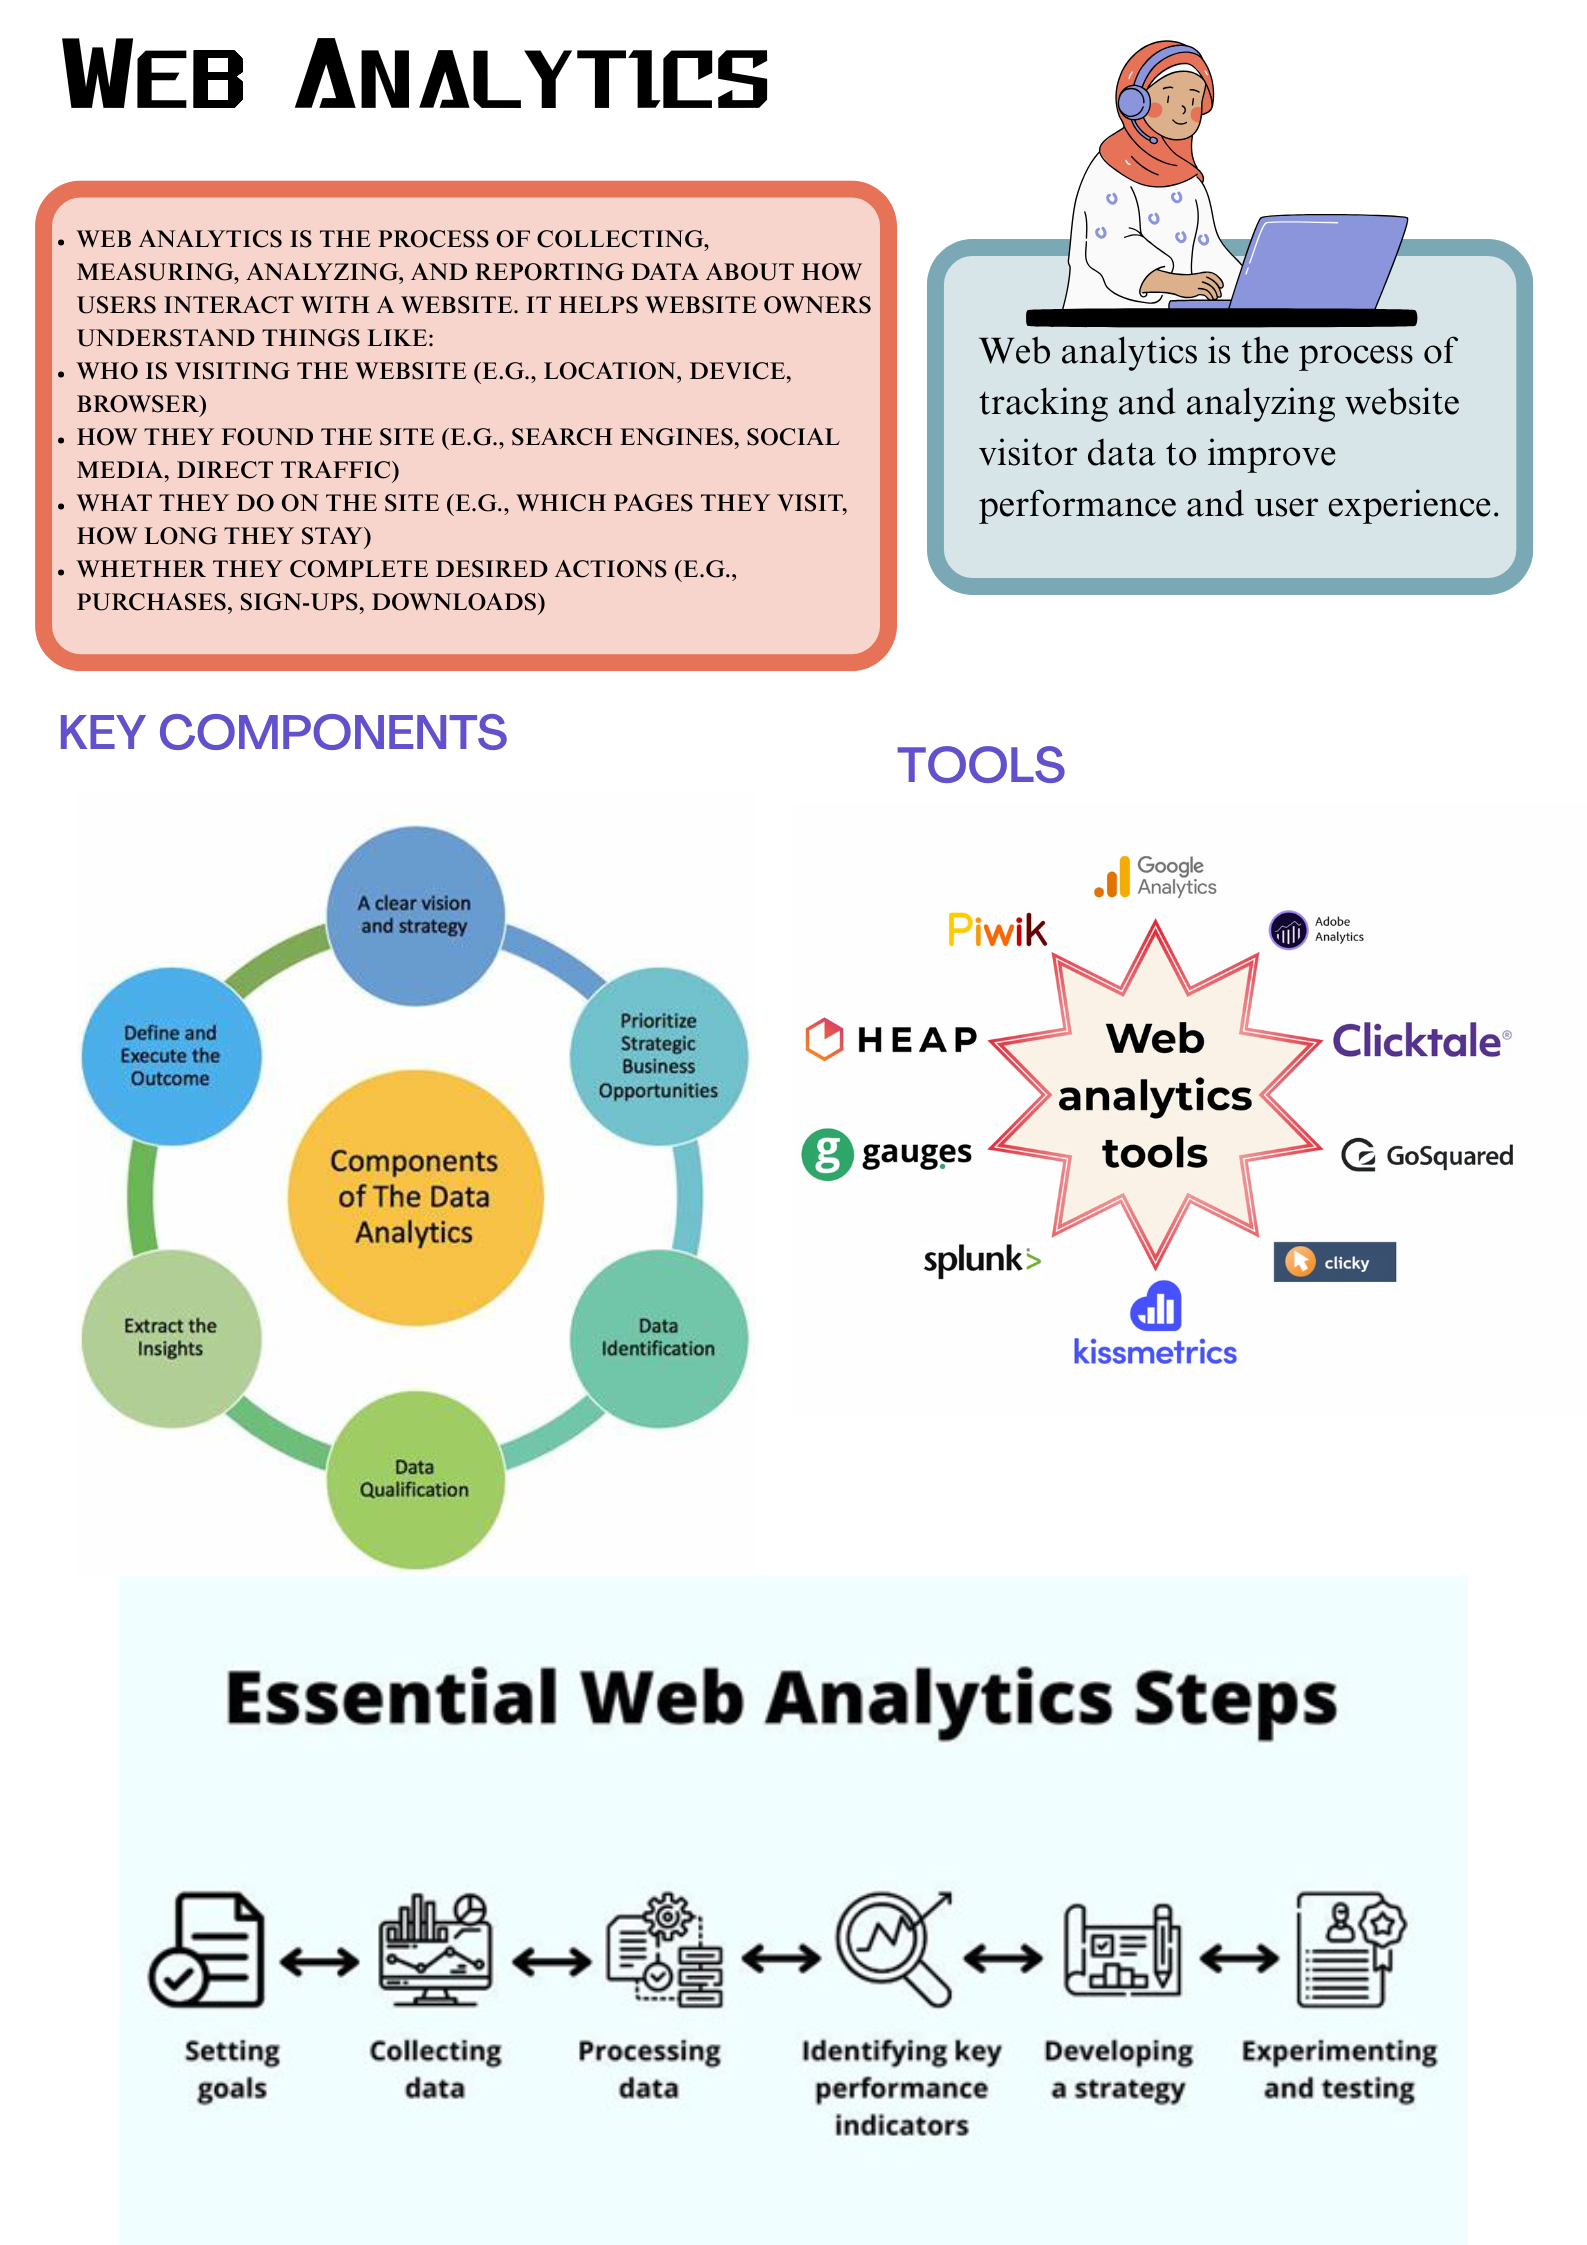 WEB ANALYTICS
• WEB ANALYTICS IS THE PROCESS OF COLLECTING,
MEASURING, ANALYZING, AND REPORTING DATA ABOUT HOW
USERS INTERACT WITH A WEBSITE. IT HELPS WEBSITE OWNERS
UNDERSTAND THINGS LIKE:
• WHO IS VISITING THE WEBSITE (E.G., LOCATION, DEVICE,
BROWSER)
• HOW THEY FOUND THE SITE (E.G., SEARCH ENGINES, SOCIAL
MEDIA, DIRECT TRAFFIC)
• WHAT THEY DO ON THE SITE (E.G., WHICH PAGES THEY VISIT,
HOW LONG THEY STAY)
• WHETHER THEY COMPLETE DESIRED ACTIONS (E.G.,
PURCHASES, SIGN-UPS, DOWNLOADS)
Web analytics is the process of
tracking and analyzing website
visitor data to improve
performance and user experience.
KEY COMPONENTS
A clear vision
and strategy
Prioritize
Strategic
Business
Opportunities
Data
Identification
Data
Qualification
Extract the
Insights
Define and
Execute the
Outcome
Components
of The Data
Analytics
TOOLS
Google
Analytics
Adobe
Analytics
Clicktale®
GoSquared
clicky
kissmetrics
splunk>
gauges
HEAP
Piwik
Web
analytics
tools
Essential Web Analytics Steps
Setting
goals
Collecting
data
Processing
data
Identifying key
performance
indicators
Developing
a strategy
Experimenting
and testing